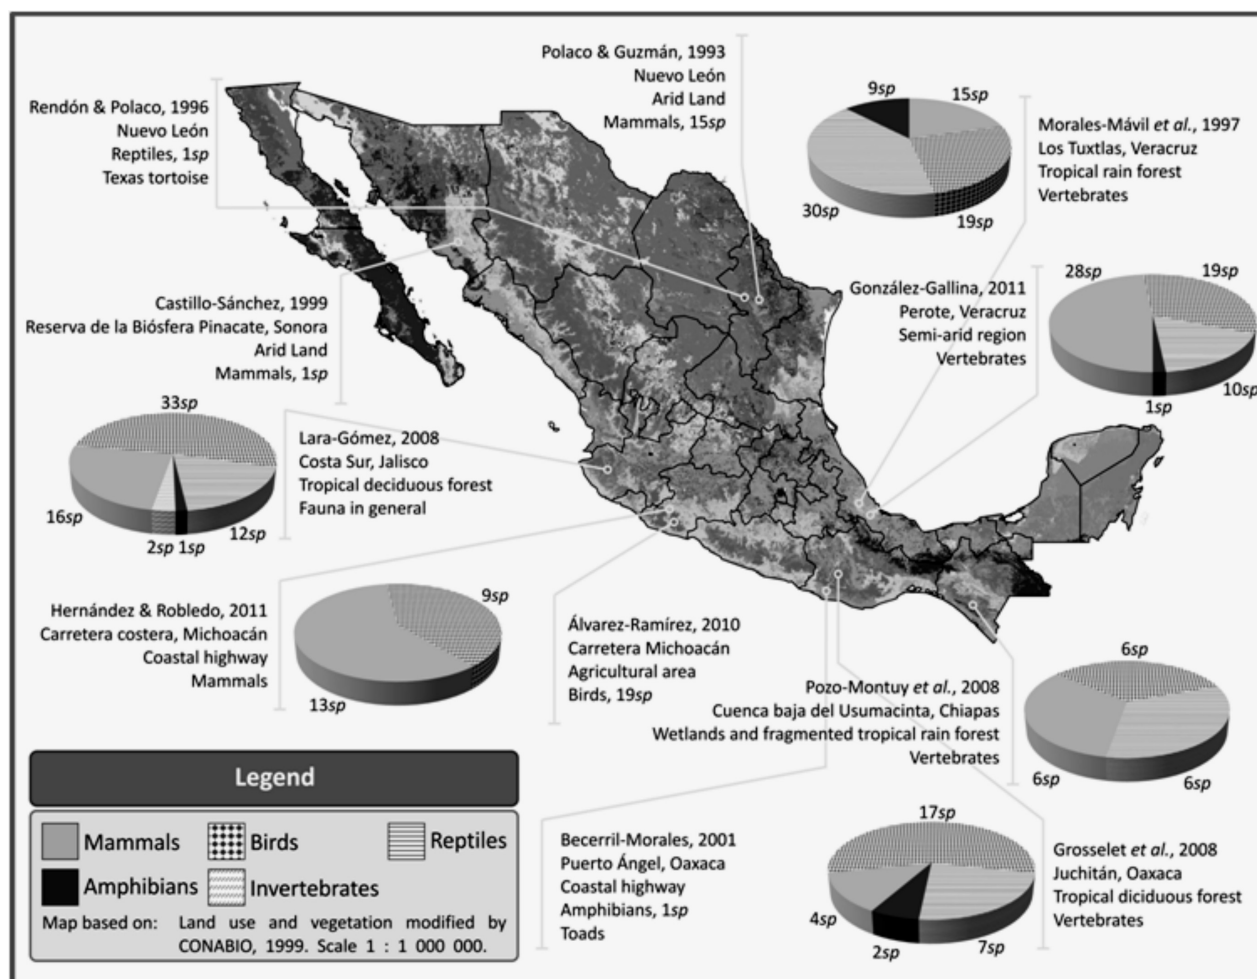 Polaco & Guzmán, 1993
Nuevo León
Arid Land
Mammals, 15sp
Rendón & Polaco, 1996
Nuevo León
Reptiles, 1sp
Texas tortoise
9sp
15sp
30sp
19sp
Morales-Mávil et al., 1997
Los Tuxtlas, Veracruz
Tropical rain forest
Vertebrates
Castillo-Sánchez, 1999
Reserva de la Biósfera Pinacate, Sonora
Arid Land
Mammals, 1sp
González-Gallina, 2011
Perote, Veracruz
Semi-arid region
Vertebrates
28sp
19sp
1sp
10sp
33sp
16sp
2sp
1sp
12sp
Lara-Gómez, 2008
Costa Sur, Jalisco
Tropical deciduous forest
Fauna in general
Hernández & Robledo, 2011
Carretera costera, Michoacán
Coastal highway
Mammals
9sp
13sp
Álvarez-Ramírez, 2010
Carretera Michoacán
Agricultural area
Birds, 19sp
Pozo-Montuy et al., 2008
Cuenca baja del Usumacinta, Chiapas
Wetlands and fragmented tropical rain forest
Vertebrates
6sp
6sp
6sp
Legend
Mammals
Birds
Reptiles
Amphibians
Invertebrates
Map based on: Land use and vegetation modified by
CONABIO, 1999. Scale 1 : 1 000 000.
Becerril-Morales, 2001
Puerto Ángel, Oaxaca
Coastal highway
Amphibians, 1sp
Toads
17sp
4sp
2sp
7sp
Grosselet et al., 2008
Juchitán, Oaxaca
Tropical diciduous forest
Vertebrates